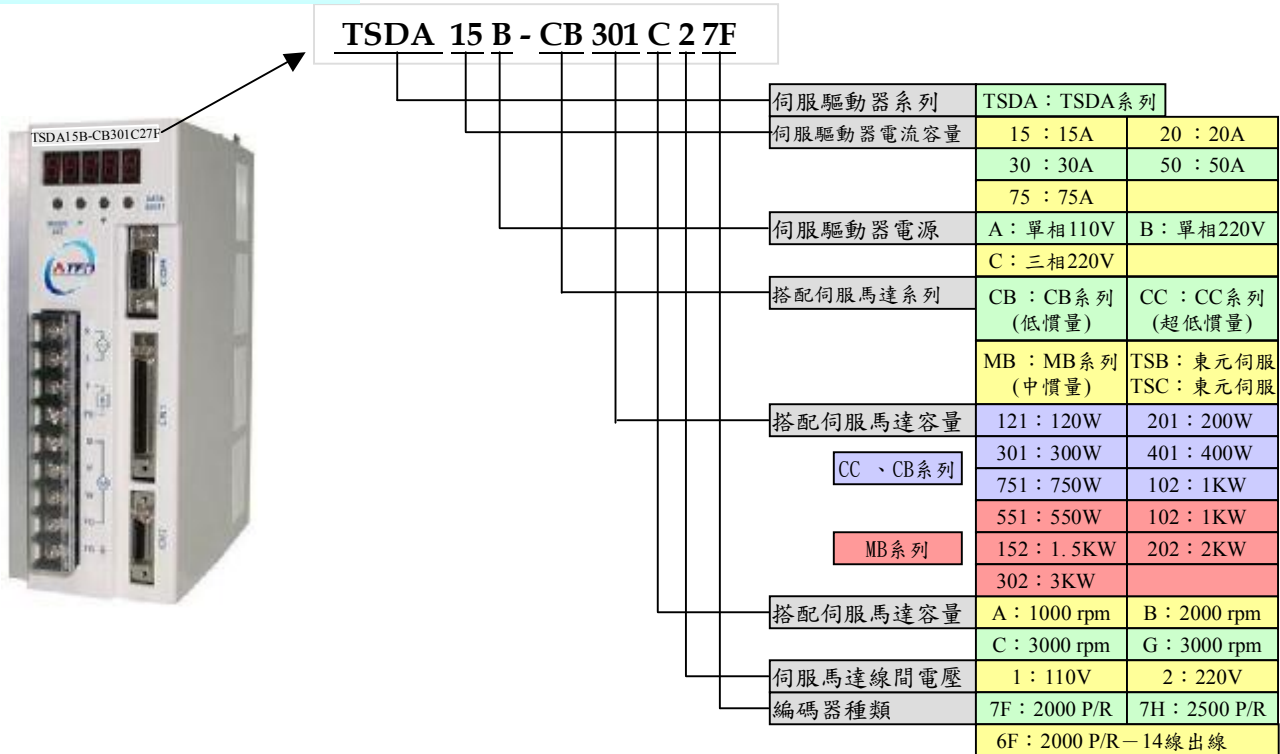 TSDA 15 B - CB 301 C 2 7F
TSDA15B-CB301C27F
伺服驅動器系列 TSDA：TSDA系列
伺服驅動器電流容量 15 ：15A 20 ：20A
30 ：30A 50 ：50A
75 ：75A
伺服驅動器電源 A：單相110V B：單相220V
C：三相220V
搭配伺服馬達系列 CB ：CB系列 CC ：CC系列
(低慣量) (超低慣量)
MB ：MB系列 TSB：東元伺服
(中慣量) TSC：東元伺服
搭配伺服馬達容量 121：120W 201：200W
CC 、CB系列 301：300W 401：400W
751：750W 102：1KW
551：550W 102：1KW
MB系列 152：1.5KW 202：2KW
302：3KW
搭配伺服馬達容量 A：1000 rpm B：2000 rpm
C：3000 rpm G：3000 rpm
伺服馬達線間電壓 1：110V 2：220V
編碼器種類 7F：2000 P/R 7H：2500 P/R
6F：2000 P/R－14線出線